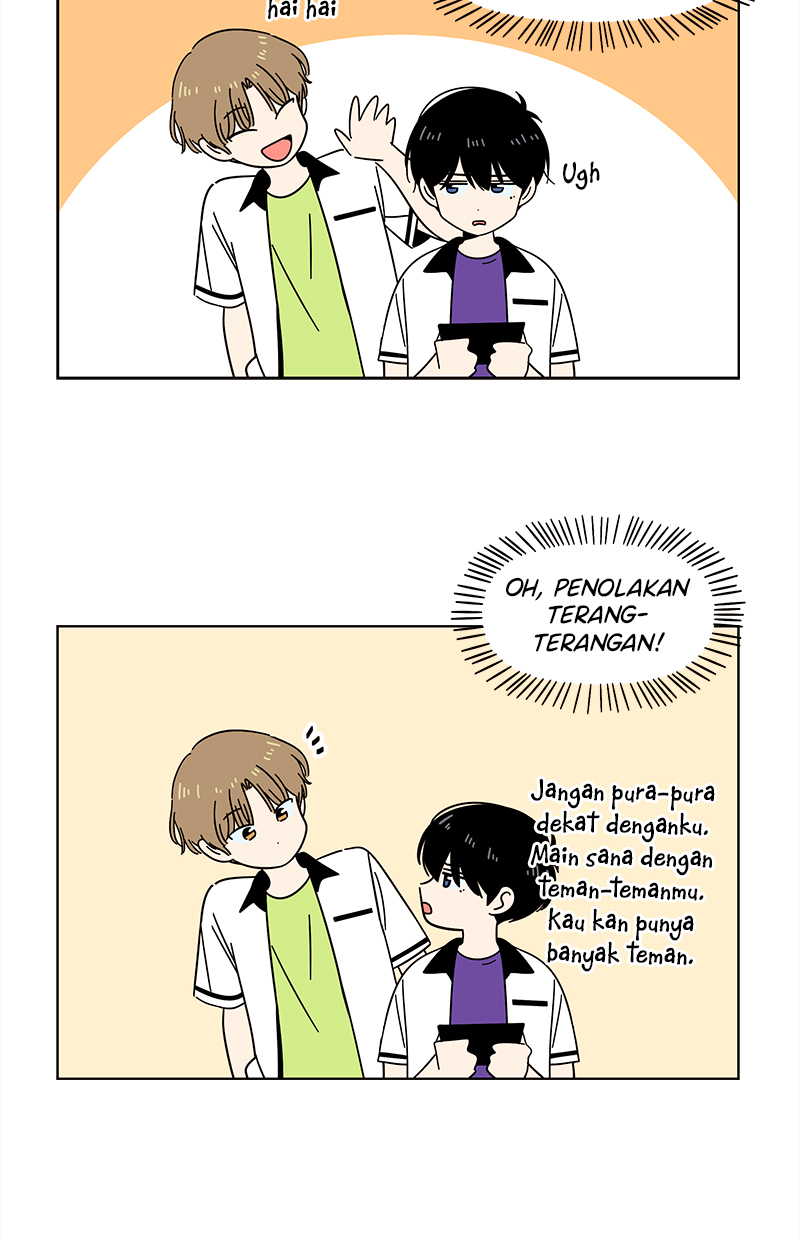 hai hai
Ugh
OH, PENOLAKAN
TERANG-
TERANGAN!
Jangan pura-pura
dekat denganku.
Main sana dengan
teman-temanmu.
Kau kan punya
banyak teman.